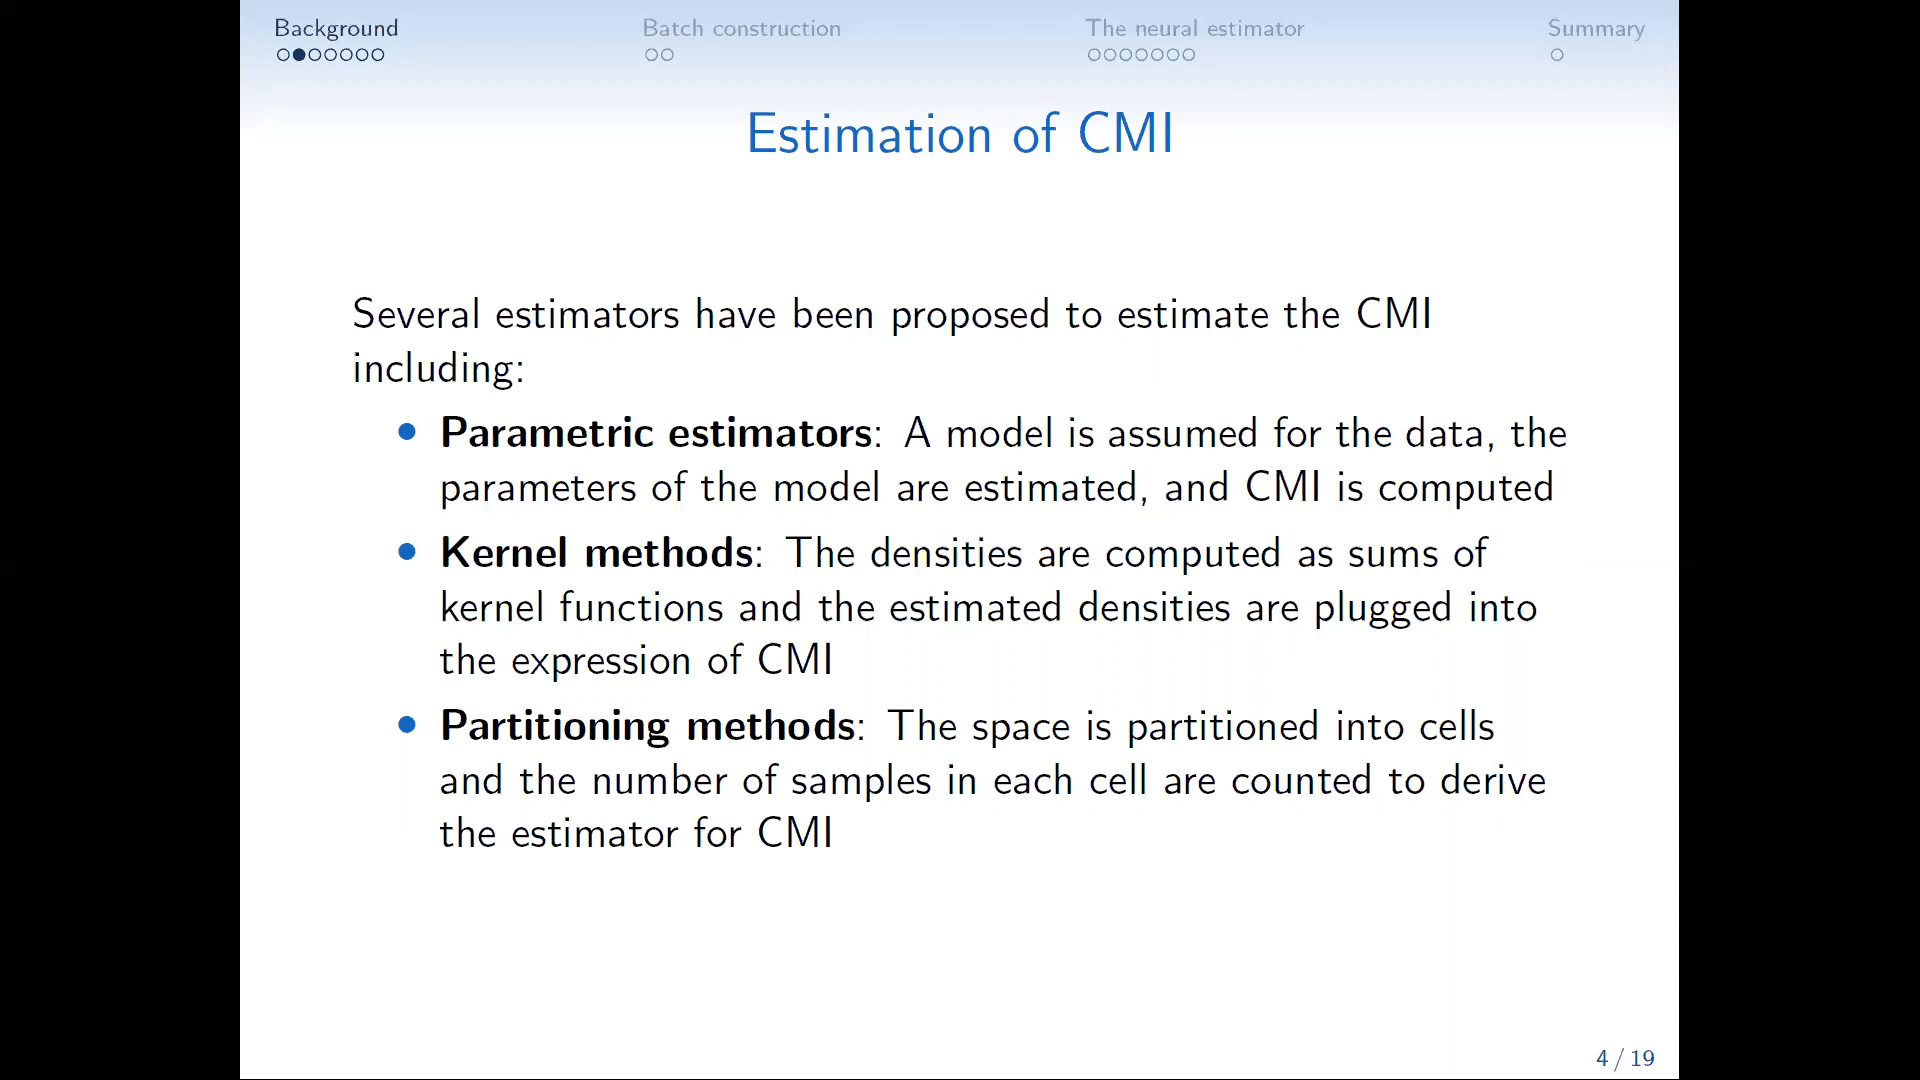 Background
Batch construction
The neural estimator
Summary
Estimation of CMI
Several estimators have been proposed to estimate the CMI
including:
• Parametric estimators: A model is assumed for the data, the
parameters of the model are estimated, and CMI is computed
• Kernel methods: The densities are computed as sums of
kernel functions and the estimated densities are plugged into
the expression of CMI
• Partitioning methods: The space is partitioned into cells
and the number of samples in each cell are counted to derive
the estimator for CMI
4 / 19